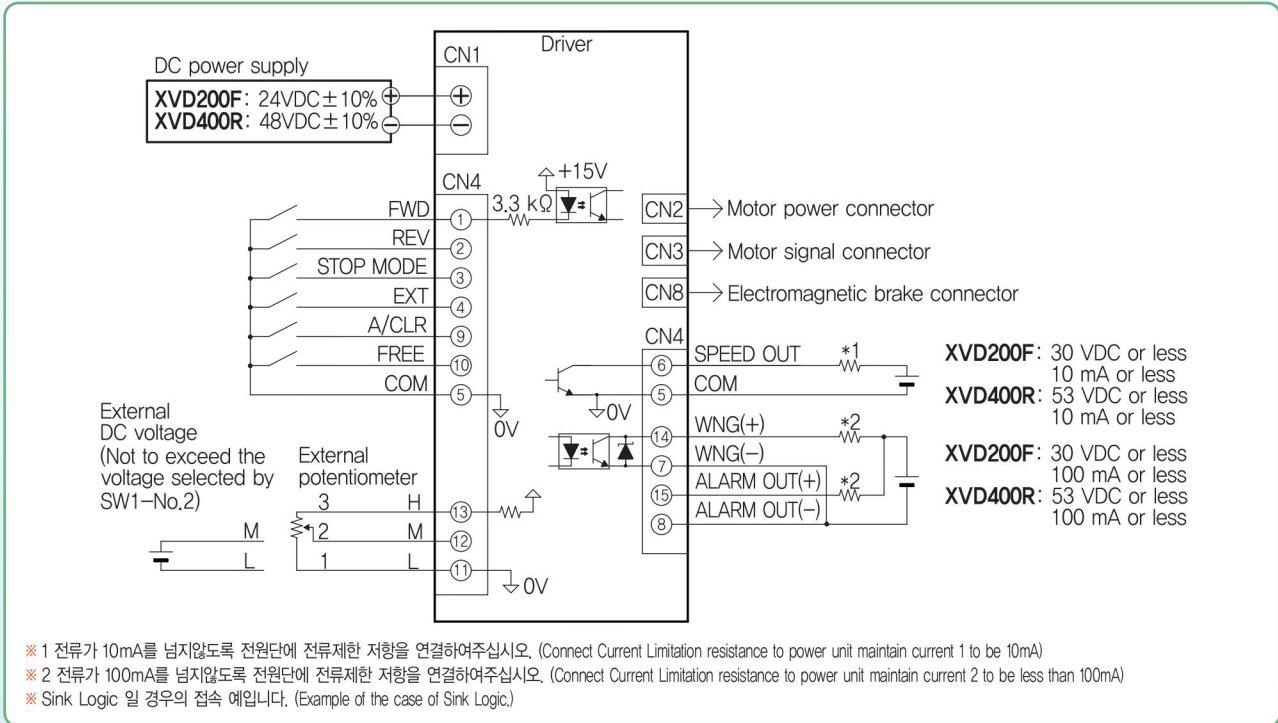 Driver
CN1
DC power supply
XVD200F: 24VDC±10% ⊕
XVD400R: 48VDC±10% ⊖
⊕
⊖
CN4
+15V
3.3 kΩ
FWD ①
REV ②
STOP MODE ③
EXT ④
A/CLR ⑨
FREE ⑩
COM ⑤
0V
External
DC voltage
(Not to exceed the
voltage selected by
SW1-No.2)
M
L
External
potentiometer
3 H ⑬
2 M ⑫
1 L ⑪
0V
CN2 → Motor power connector
CN3 → Motor signal connector
CN8 → Electromagnetic brake connector
CN4
⑥ SPEED OUT *1
⑤ COM
0V
⑭ WNG(+) *2
⑦ WNG(-)
⑮ ALARM OUT(+) *2
⑧ ALARM OUT(-)
XVD200F: 30 VDC or less
10 mA or less
XVD400R: 53 VDC or less
10 mA or less
XVD200F: 30 VDC or less
100 mA or less
XVD400R: 53 VDC or less
100 mA or less
※ 1 전류가 10mA를 넘지않도록 전원단에 전류제한 저항을 연결하여주십시오. (Connect Current Limitation resistance to power unit maintain current 1 to be 10mA)
※ 2 전류가 100mA를 넘지않도록 전원단에 전류제한 저항을 연결하여주십시오. (Connect Current Limitation resistance to power unit maintain current 2 to be less than 100mA)
※ Sink Logic 일 경우의 접속 예입니다. (Example of the case of Sink Logic.)